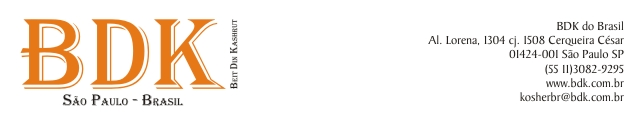 BDK
Beit Din Kashrut
São Paulo - Brasil
BDK do Brasil
Al. Lorena, 1304 cj. 1508 Cerqueira César
01424-001 São Paulo SP
(55 11)3082-9295
www.bdk.com.br
kosherbr@bdk.com.br